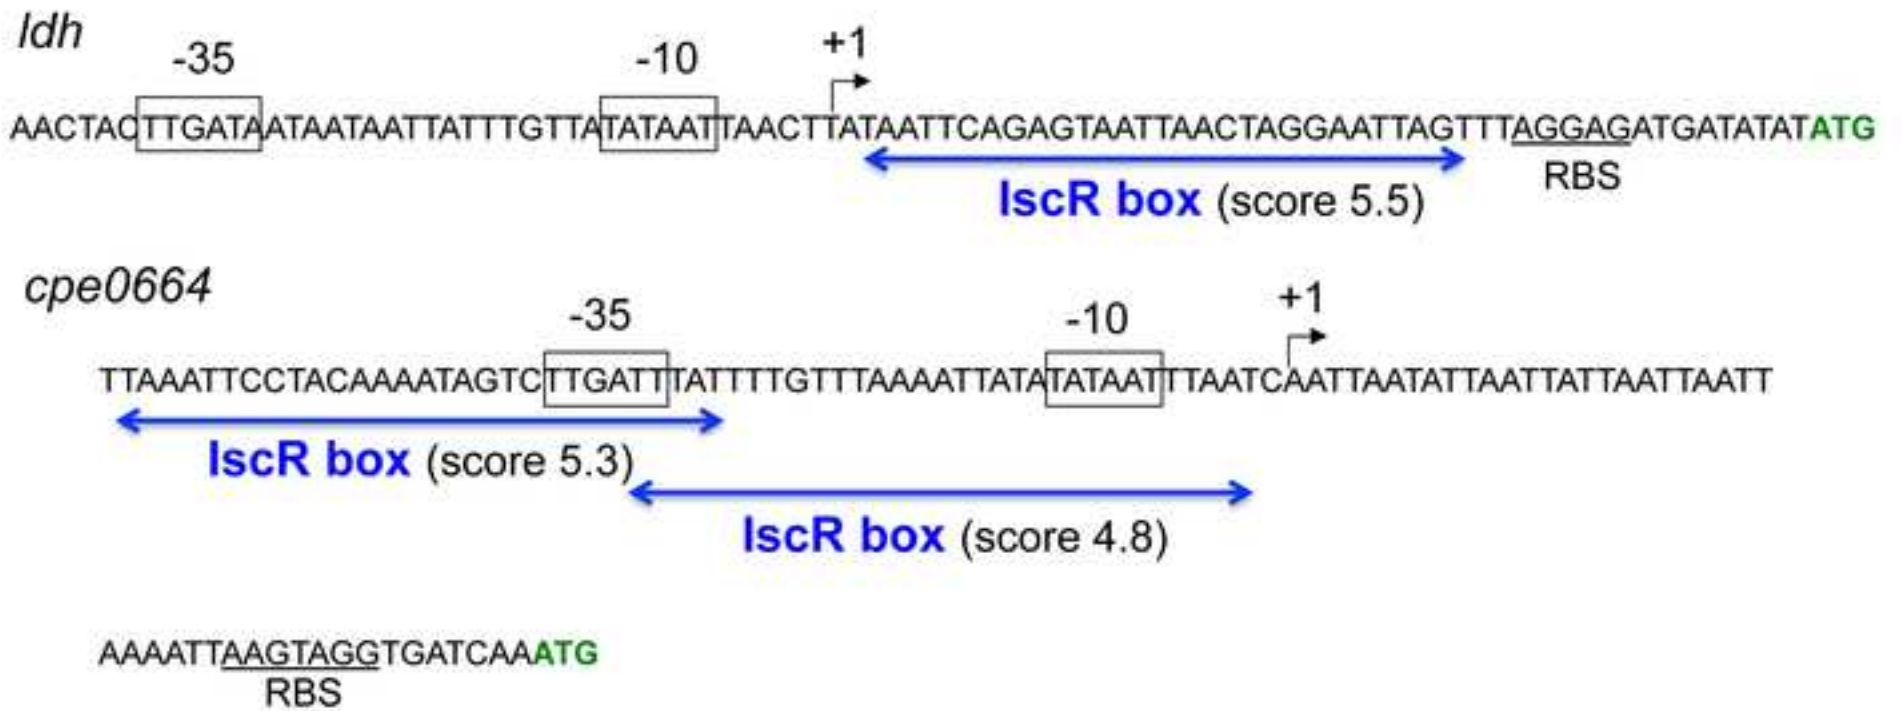 ldh
-35 -10 +1
AACTACTTGATAATAATAATTATTTGTTATATAATTAACTTATAATTCAGAGTAATTAACTAGGAATTAGTTTAGGAGATGATATATATG
RBS
IscR box (score 5.5)
cpe0664
-35 -10 +1
TTAAATTCCTACAAAATAGTCTTGATTTATTTTGTTTAAAATTATATATAATTTAATCAATTAATATTAATTATTAATTAATT
IscR box (score 5.3)
IscR box (score 4.8)
AAAATTAAGTAGGTGATCAAATG
RBS